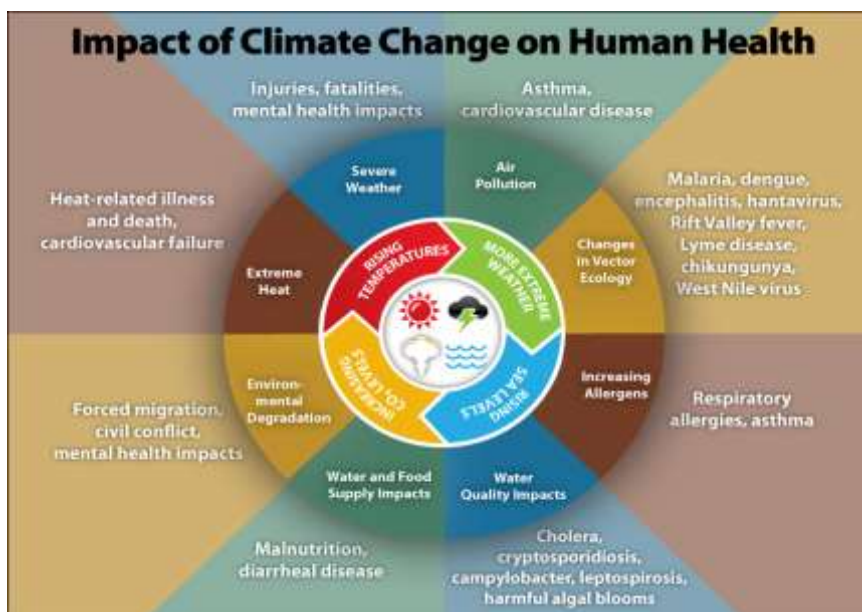 Impact of Climate Change on Human Health
Injuries, fatalities,
mental health impacts
Asthma,
cardiovascular disease
Severe
Weather
Air
Pollution
Heat-related illness
and death,
cardiovascular failure
Malaria, dengue,
encephalitis, hantavirus,
Rift Valley fever,
Lyme disease,
chikungunya,
West Nile virus
Extreme
Heat
Changes
in Vector
Ecology
RISING
TEMPERATURES
MORE EXTREME
WEATHER
INCREASING
CO₂ LEVELS
RISING
SEA LEVELS
Environ-
mental
Degradation
Increasing
Allergens
Forced migration,
civil conflict,
mental health impacts
Respiratory
allergies, asthma
Water and Food
Supply Impacts
Water
Quality Impacts
Malnutrition,
diarrheal disease
Cholera,
cryptosporidiosis,
campylobacter, leptospirosis,
harmful algal blooms